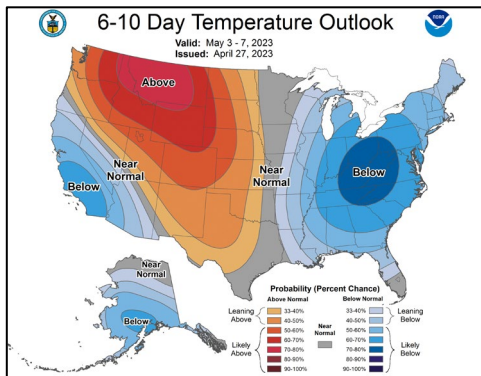 6-10 Day Temperature Outlook
Valid: May 3 - 7, 2023
Issued: April 27, 2023
Above
Near
Normal
Below
Near
Normal
Below
Near
Normal
Below
Probability (Percent Chance)
Above Normal
Below Normal
Leaning
Above
33-40%
40-50%
Likely
Above
50-60%
60-70%
70-80%
80-90%
90-100%
Near
Normal
33-40%
40-50%
Leaning
Below
50-60%
60-70%
70-80%
80-90%
90-100%
Likely
Below